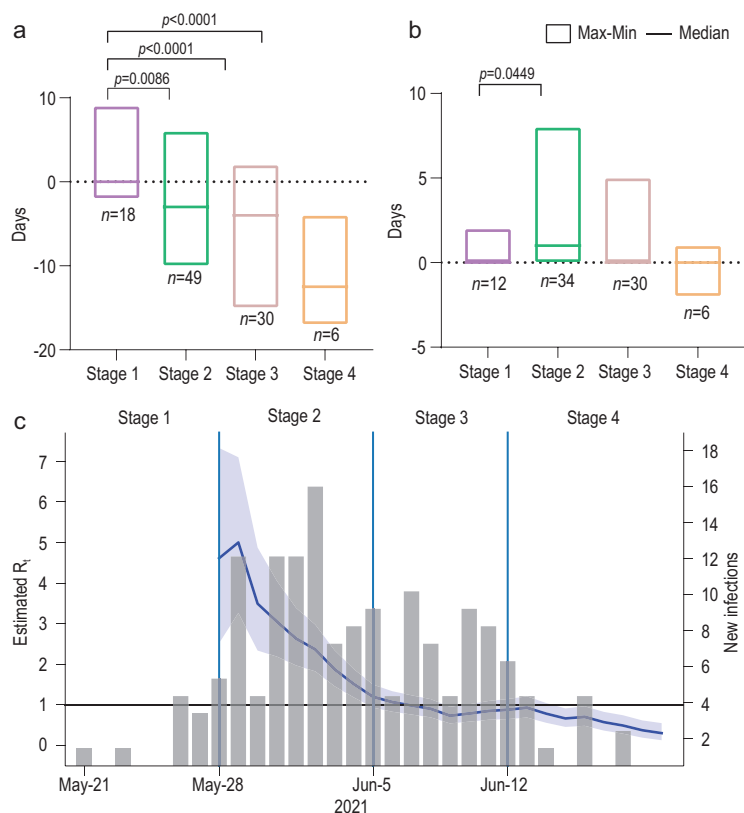 a
p<0.0001
p<0.0001
p=0.0086
10
0
-10
-20
Days
n=18
n=49
n=30
n=6
Stage 1 Stage 2 Stage 3 Stage 4
b
Max-Min Median
p=0.0449
10
5
0
-5
Days
n=12
n=34
n=30
n=6
Stage 1 Stage 2 Stage 3 Stage 4
c
Stage 1 Stage 2 Stage 3 Stage 4
7
6
5
4
3
2
1
0
Estimated Rt
18
16
14
12
10
8
6
4
2
New infections
May-21 May-28 Jun-5 Jun-12
2021